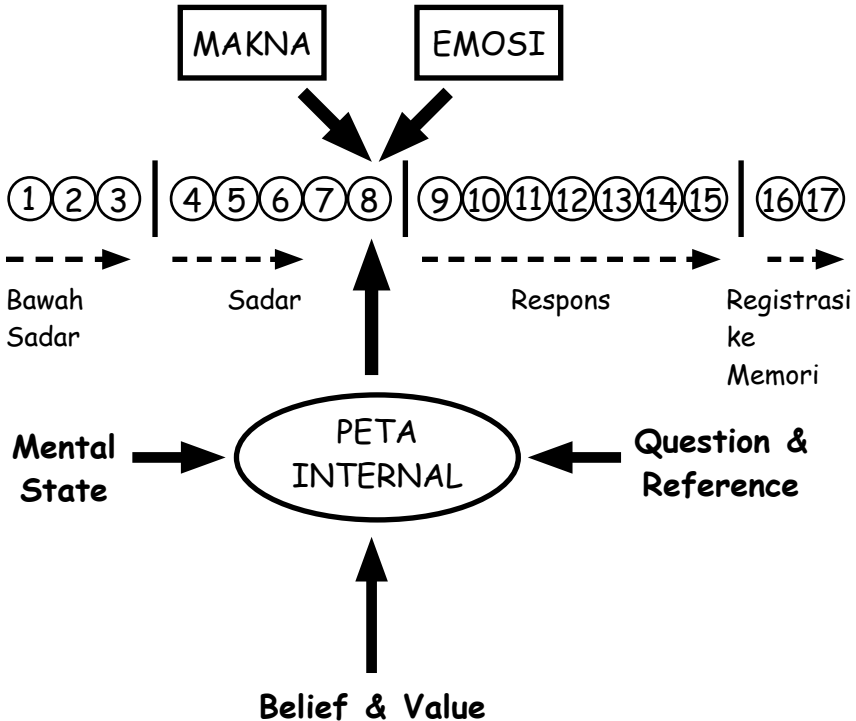 MAKNA EMOSI
1 2 3 4 5 6 7 8 9 10 11 12 13 14 15 16 17
Bawah
Sadar
Sadar
Respons
Registrasi
ke
Memori
PETA
INTERNAL
Mental
State
Question &
Reference
Belief & Value